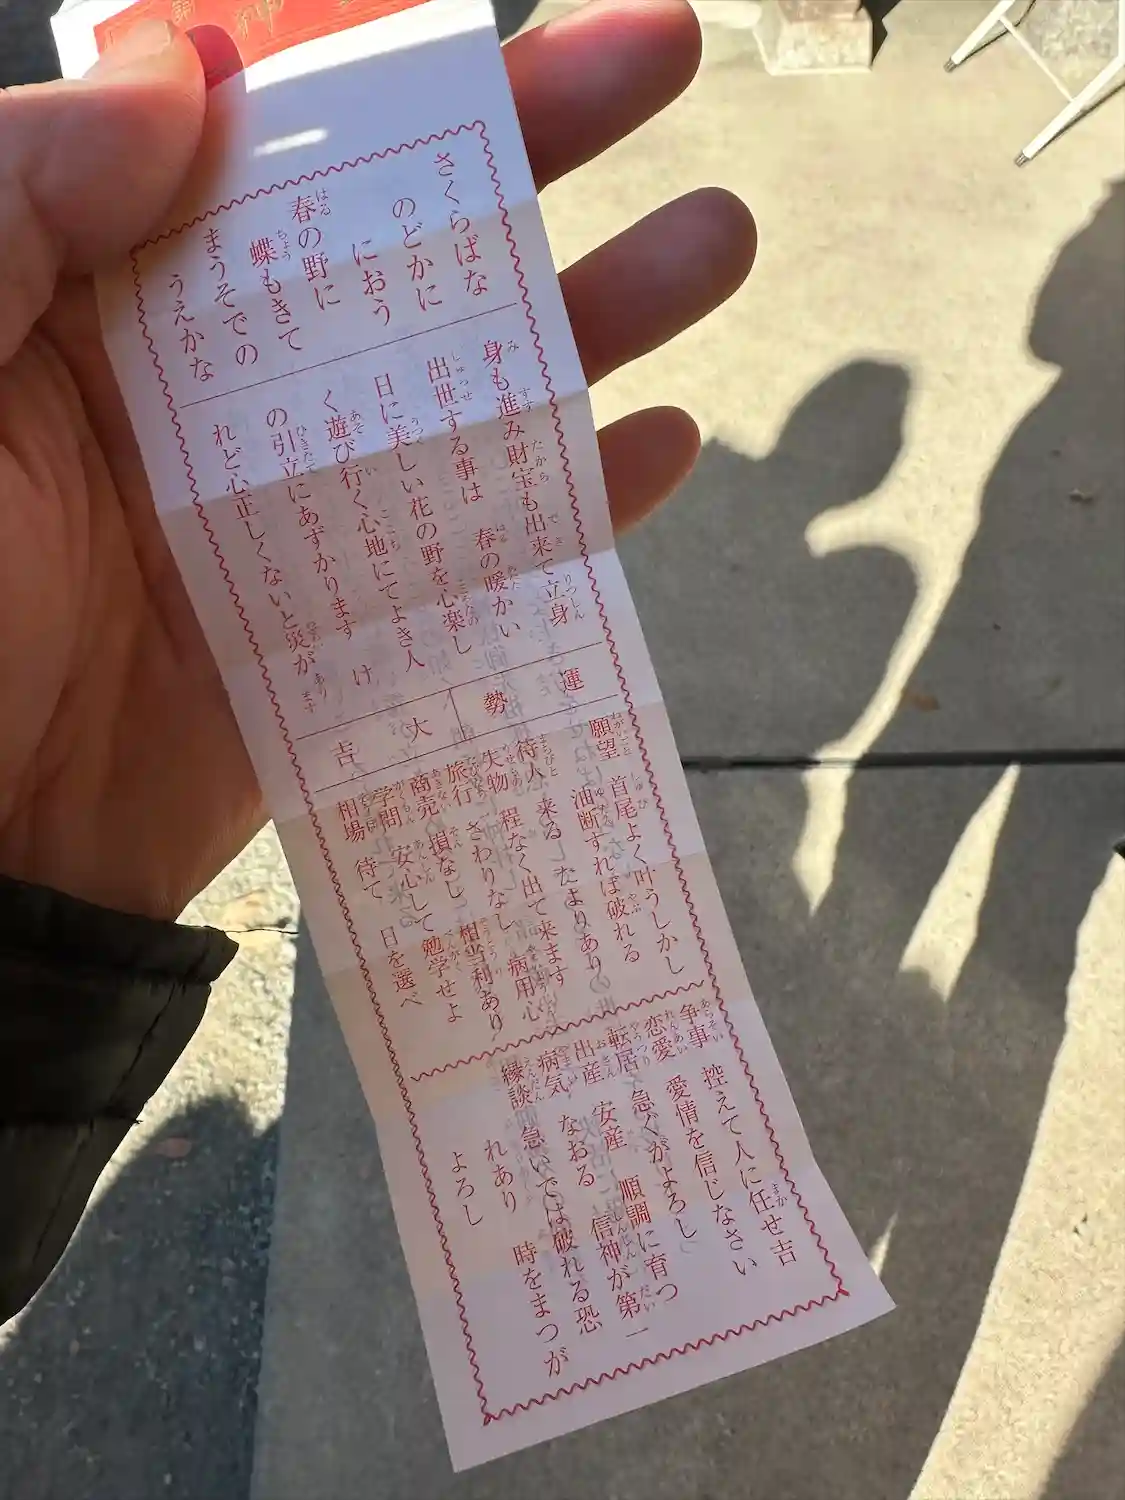 さくらばな
のどかに
におう
春の野に
蝶もきて
まうそでの
うえかな
身も進み財宝も出来て立身
出世する事は 春の暖かい
日に美しい花の野を心楽し
く遊び行く心地にてよき人
の引立にあずかります け
れど心正しくないと災があり
ます
運勢
大吉
願望 首尾よく叶うしかし
油断すれば破れる
待人 来るしたよりあり
失物 程なく出て来ます
旅行 さわりなし 病用心
商売 損なし 相当利あり
学問 安心して勉学せよ
相場 待て 日を選べ
争事 控えて人に任せ吉
恋愛 愛情を信じなさい
転居 急ぐがよろし
出産 安産 順調に育つ
病気 なおる 信神が第一
縁談 急いでは破れる恐
れあり 時をまつが
よろし